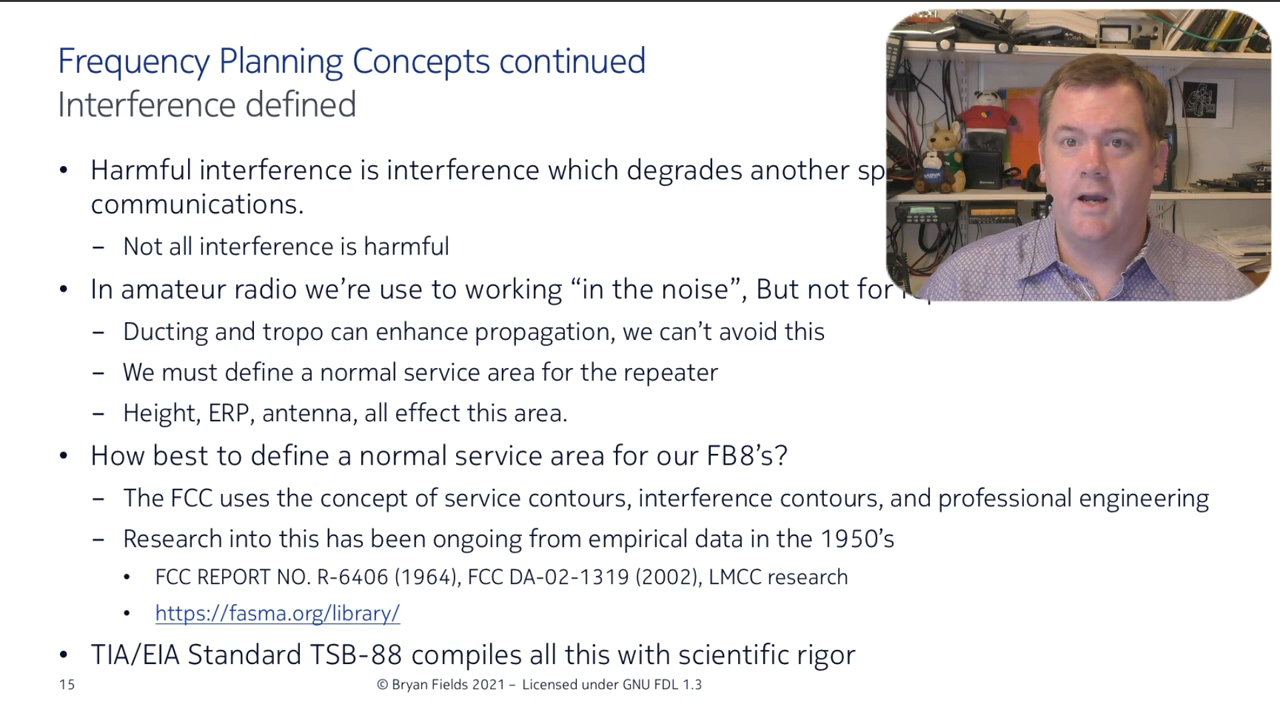 Frequency Planning Concepts continued
Interference defined
• Harmful interference is interference which degrades another
communications.
– Not all interference is harmful
• In amateur radio we're use to working “in the noise”, But not for
– Ducting and tropo can enhance propagation, we can't avoid this
– We must define a normal service area for the repeater
– Height, ERP, antenna, all effect this area.
• How best to define a normal service area for our FB8's?
– The FCC uses the concept of service contours, interference contours, and professional engineering
– Research into this has been ongoing from empirical data in the 1950's
• FCC REPORT NO. R-6406 (1964), FCC DA-02-1319 (2002), LMCC research
• https://fasma.org/library/
• TIA/EIA Standard TSB-88 compiles all this with scientific rigor
15 © Bryan Fields 2021 – Licensed under GNU FDL 1.3